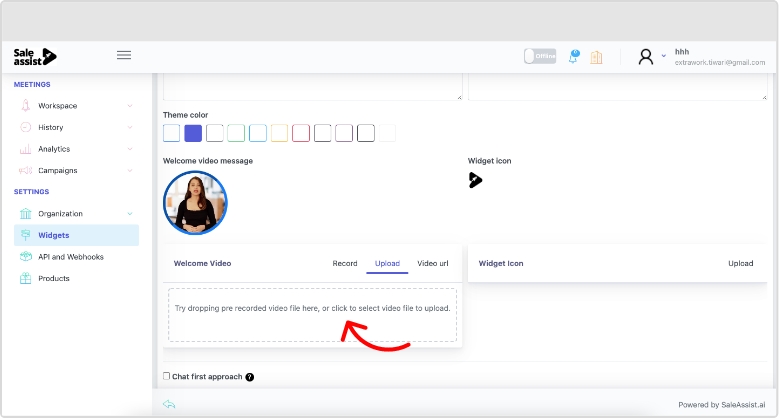 Sale
assist
Offline
hhh
extrawork.tiwari@gmail.com
MEETINGS
Workspace
History
Analytics
Campaigns
SETTINGS
Organization
Widgets
API and Webhooks
Products
Theme color
Welcome video message
Widget icon
Welcome Video Record Upload Video url
Widget Icon Upload
Try dropping pre recorded video file here, or click to select video file to upload.
Chat first approach ?
Powered by SaleAssist.ai